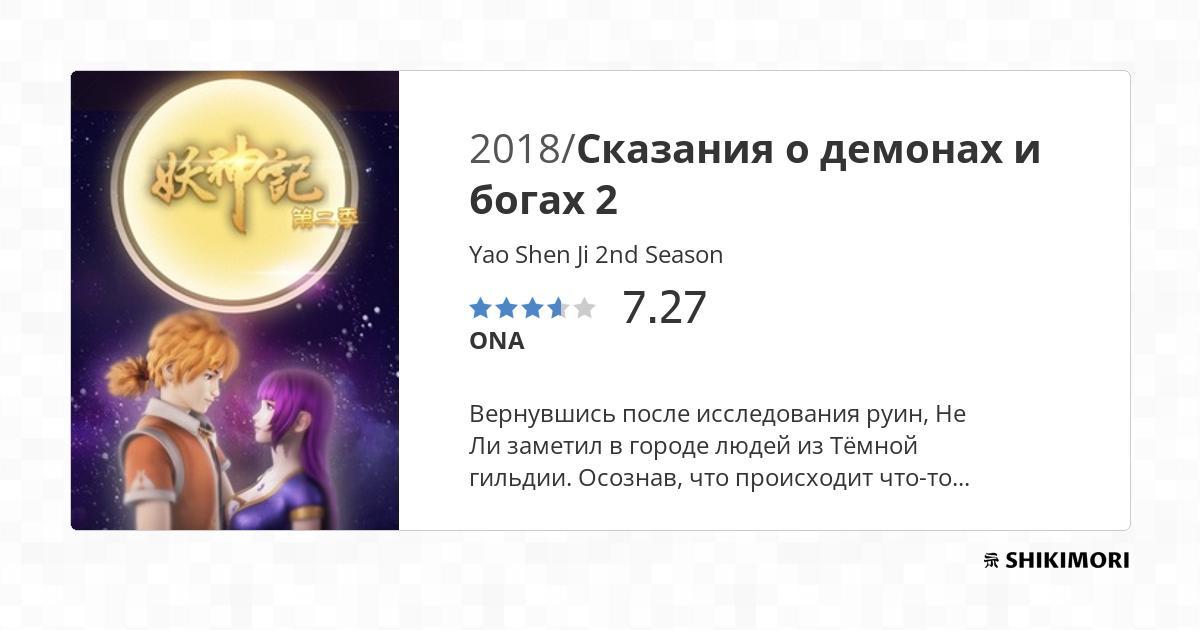 妖神記
第二季
2018/Сказания о демонах и
богах 2
Yao Shen Ji 2nd Season
7.27
ONA
Вернувшись после исследования руин, Не
Ли заметил в городе людей из Тёмной
гильдии. Осознав, что происходит что-то...
SHIKIMORI